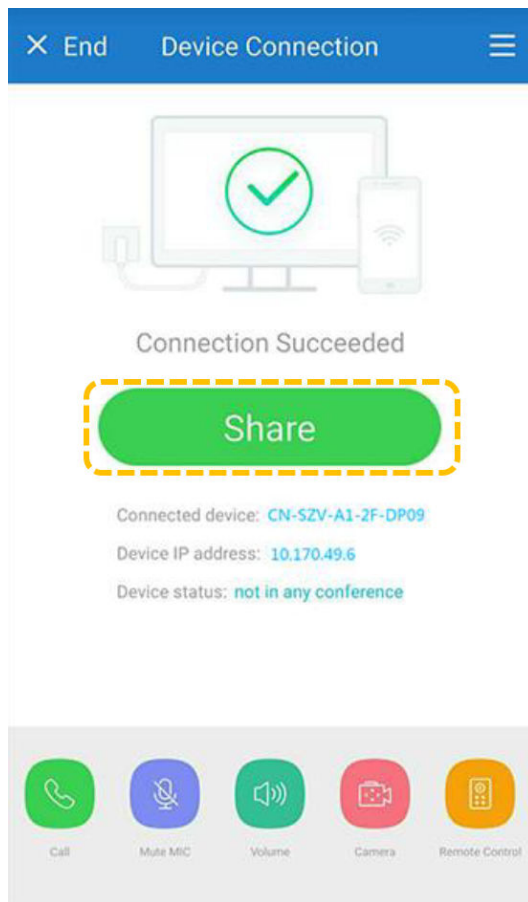 × End Device Connection
Connection Succeeded
Share
Connected device: CN-SZV-A1-2F-DP09
Device IP address: 10.170.49.6
Device status: not in any conference
Call Mute MIC Volume Camera Remote Control